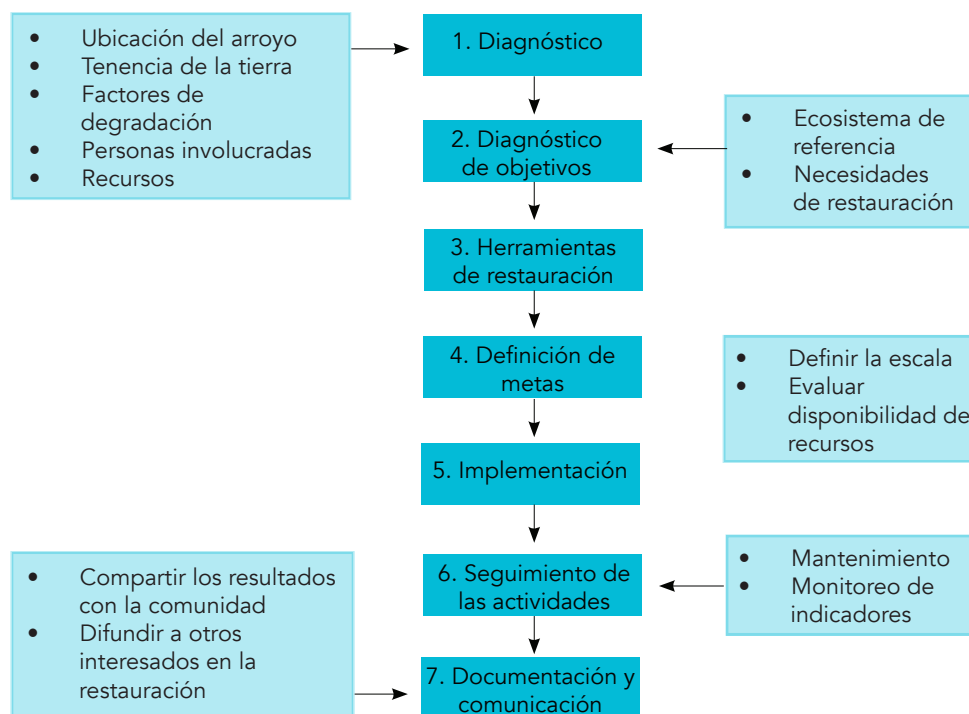 • Ubicación del arroyo
• Tenencia de la tierra
• Factores de
degradación
• Personas involucradas
• Recursos
1. Diagnóstico
2. Diagnóstico
de objetivos
• Ecosistema de
referencia
• Necesidades
de restauración
3. Herramientas
de restauración
4. Definición de
metas
• Definir la escala
• Evaluar
disponibilidad de
recursos
5. Implementación
6. Seguimiento de
las actividades
• Mantenimiento
• Monitoreo de
indicadores
• Compartir los resultados
con la comunidad
• Difundir a otros
interesados en la
restauración
7. Documentación y
comunicación